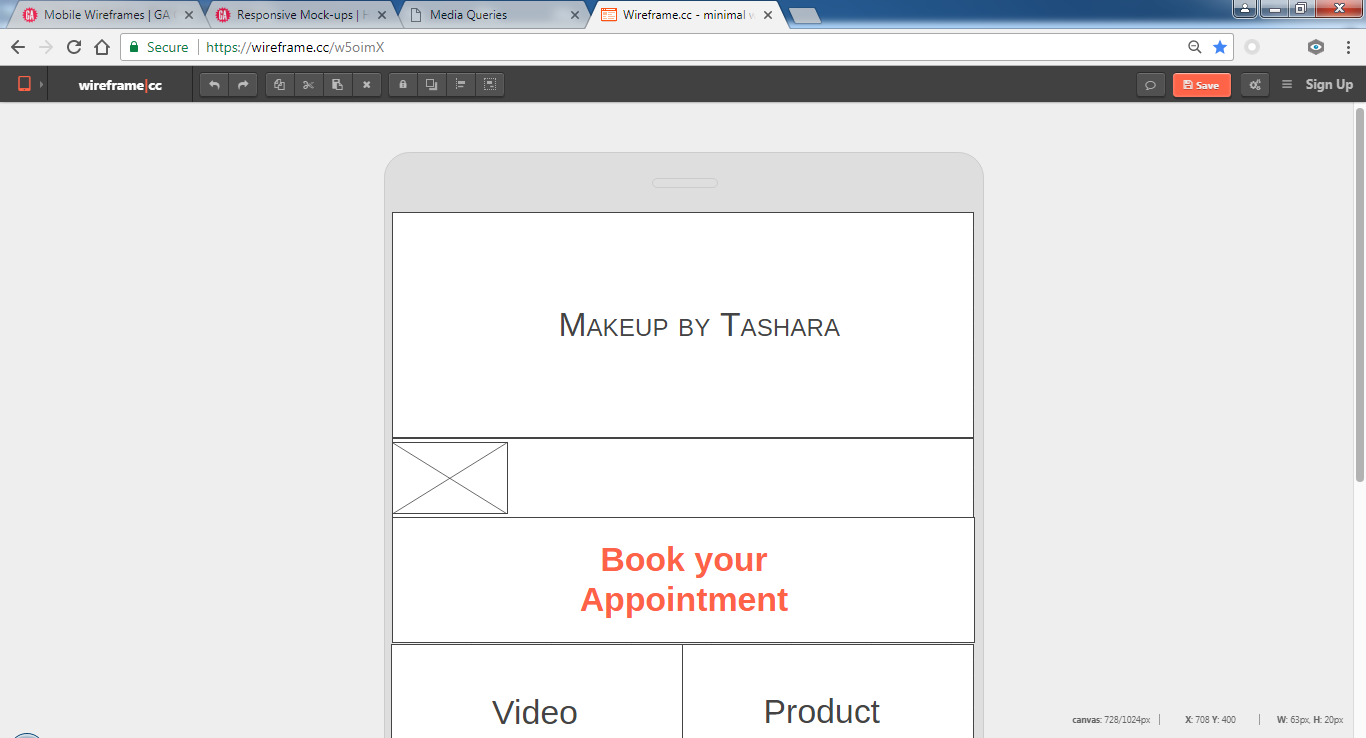 Mobile Wireframes | GA
Responsive Mock-ups |
Media Queries
Wireframe.cc - minimal
Secure https://wireframe.cc/w5oimX
wireframe|cc
Save
Sign Up
MAKEUP BY TASHARA
Book your
Appointment
Video
Product
canvas: 728/1024px | X: 708 Y: 400 | W: 63px, H: 20px